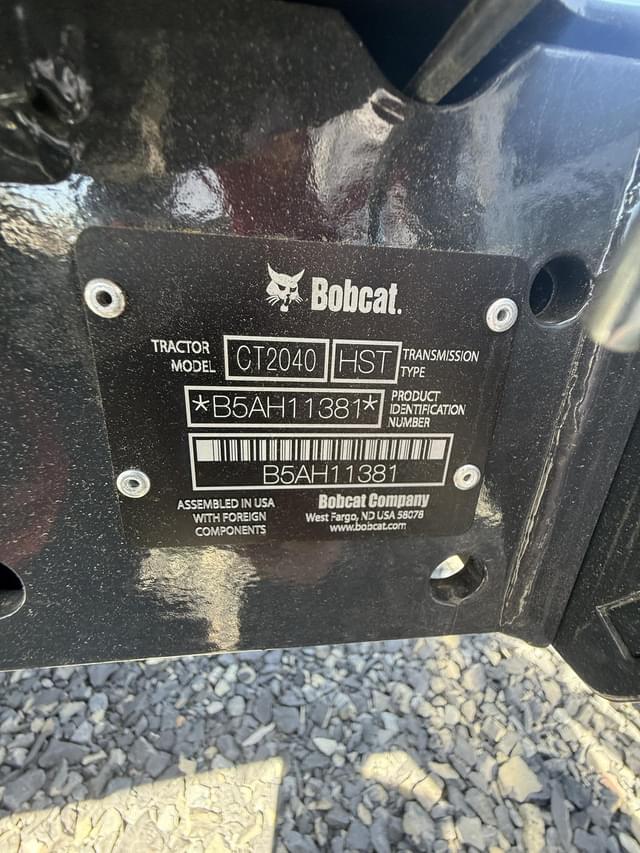 Bobcat.
TRACTOR MODEL CT2040 HST TRANSMISSION TYPE
*B5AH11381* PRODUCT IDENTIFICATION NUMBER
B5AH11381
ASSEMBLED IN USA
WITH FOREIGN
COMPONENTS
Bobcat Company
West Fargo, ND USA 58078
www.bobcat.com